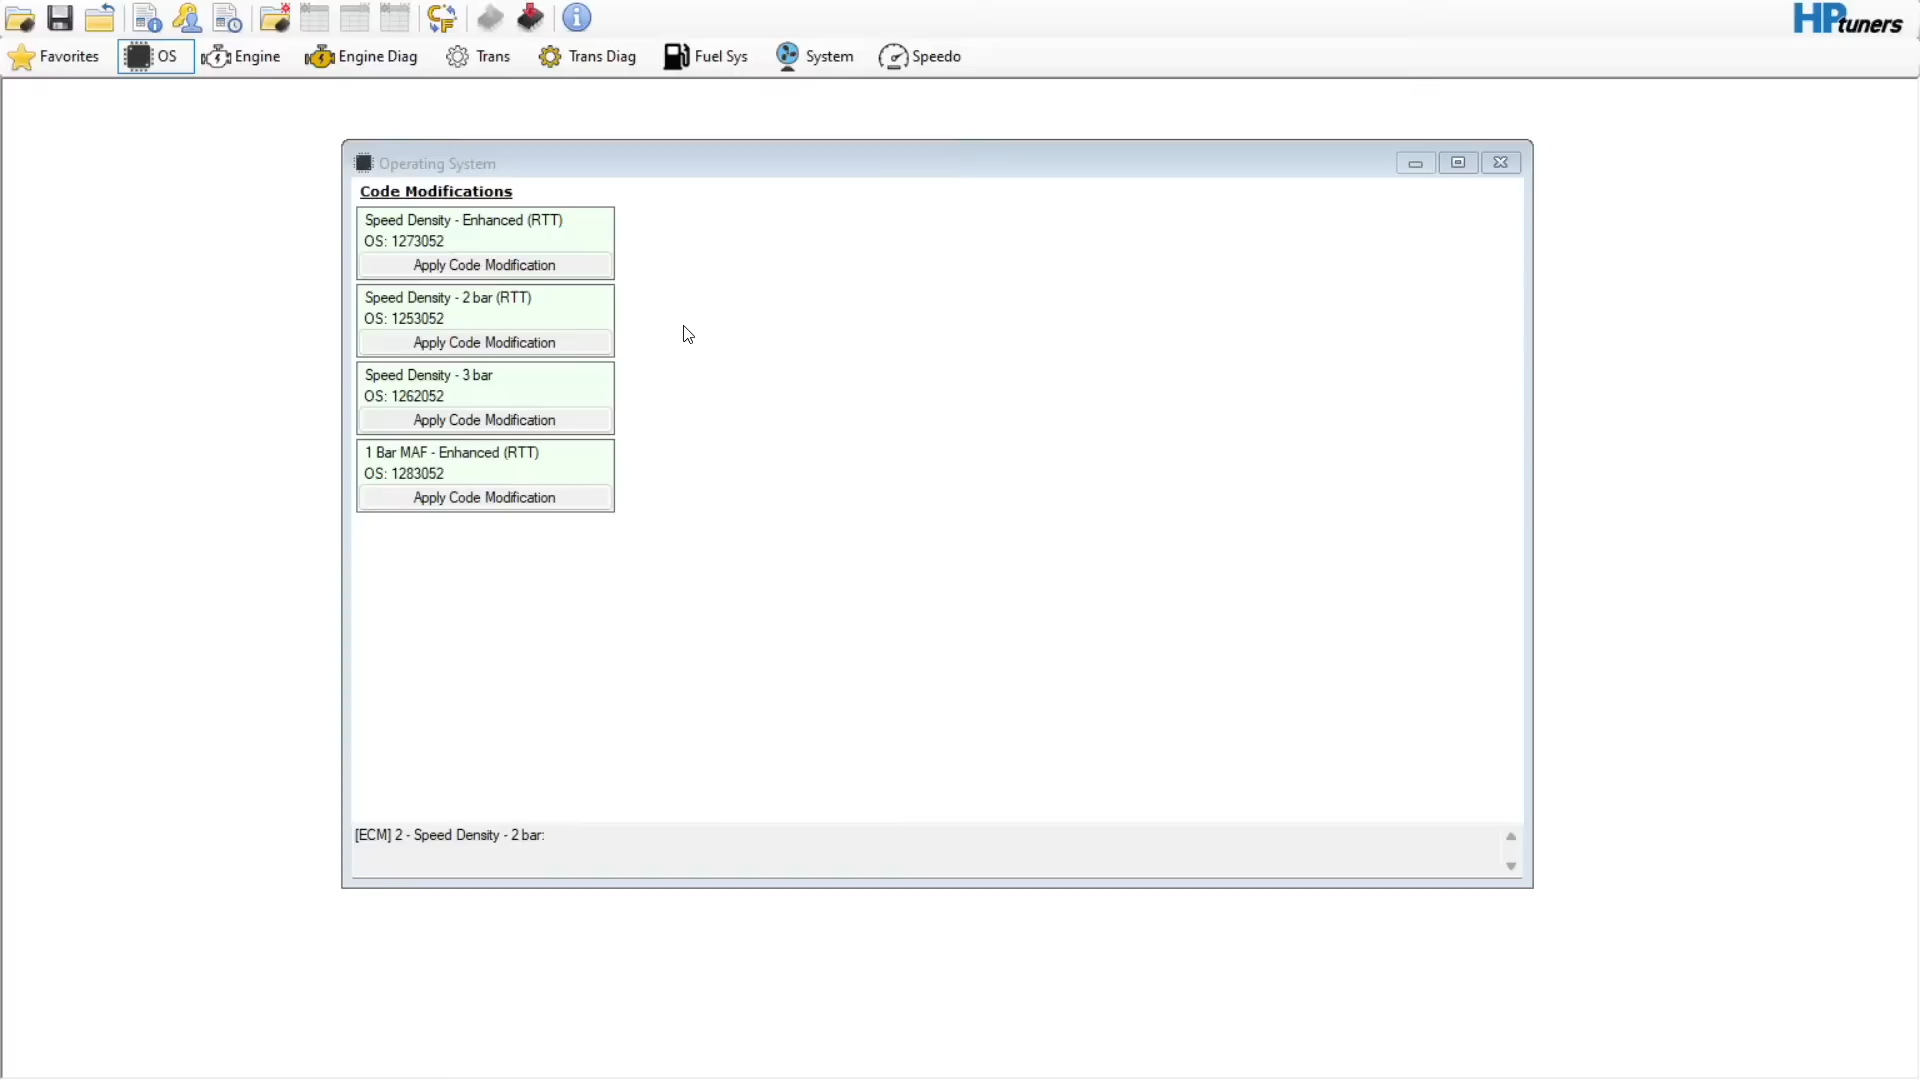 HPtuners
Favorites
OS
Engine
Engine Diag
Trans
Trans Diag
Fuel Sys
System
Speedo
Operating System
Code Modifications
Speed Density - Enhanced (RTT)
OS: 1273052
Apply Code Modification
Speed Density - 2 bar (RTT)
OS: 1253052
Apply Code Modification
Speed Density - 3 bar
OS: 1262052
Apply Code Modification
1 Bar MAF - Enhanced (RTT)
OS: 1283052
Apply Code Modification
[ECM] 2 - Speed Density - 2 bar: